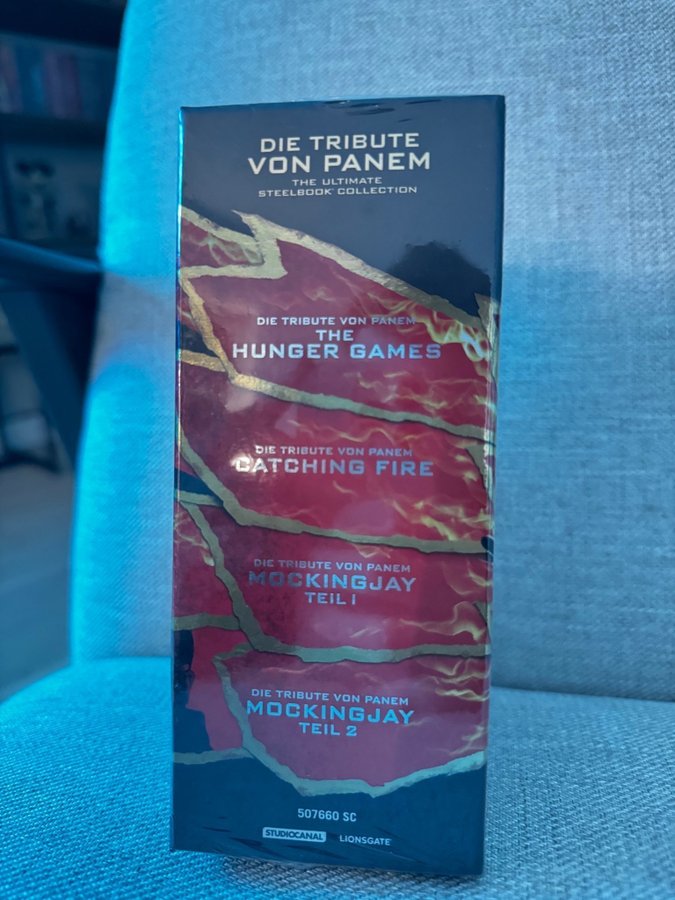 DIE TRIBUTE
VON PANEM
THE ULTIMATE
STEELBOOK® COLLECTION
DIE TRIBUTE VON PANEM
THE
HUNGER GAMES
DIE TRIBUTE VON PANEM
CATCHING FIRE
DIE TRIBUTE VON PANEM
MOCKINGJAY
TEIL 1
DIE TRIBUTE VON PANEM
MOCKINGJAY
TEIL 2
507660 SC
STUDIOCANAL LIONSGATE